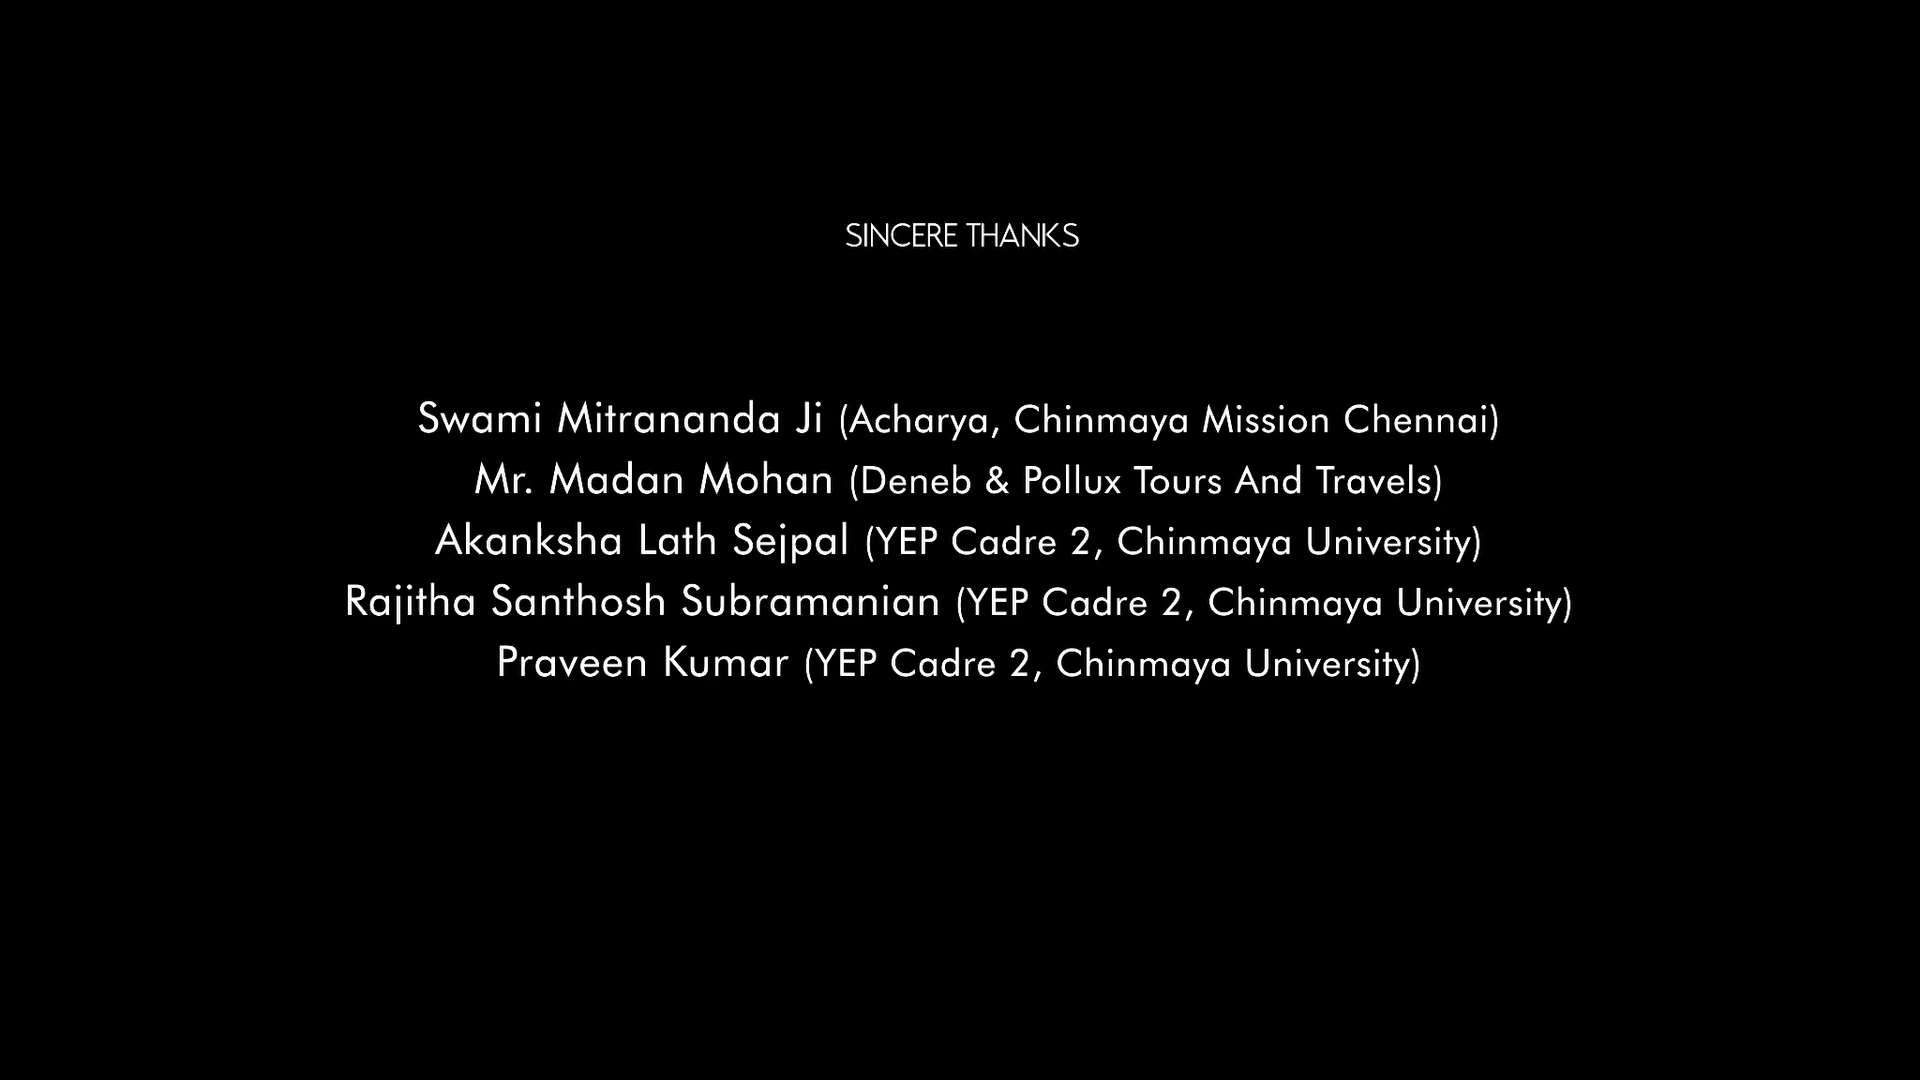 SINCERE THANKS
Swami Mitrananda Ji (Acharya, Chinmaya Mission Chennai)
Mr. Madan Mohan (Deneb & Pollux Tours And Travels)
Akanksha Lath Sejpal (YEP Cadre 2, Chinmaya University)
Rajitha Santhosh Subramanian (YEP Cadre 2, Chinmaya University)
Praveen Kumar (YEP Cadre 2, Chinmaya University)